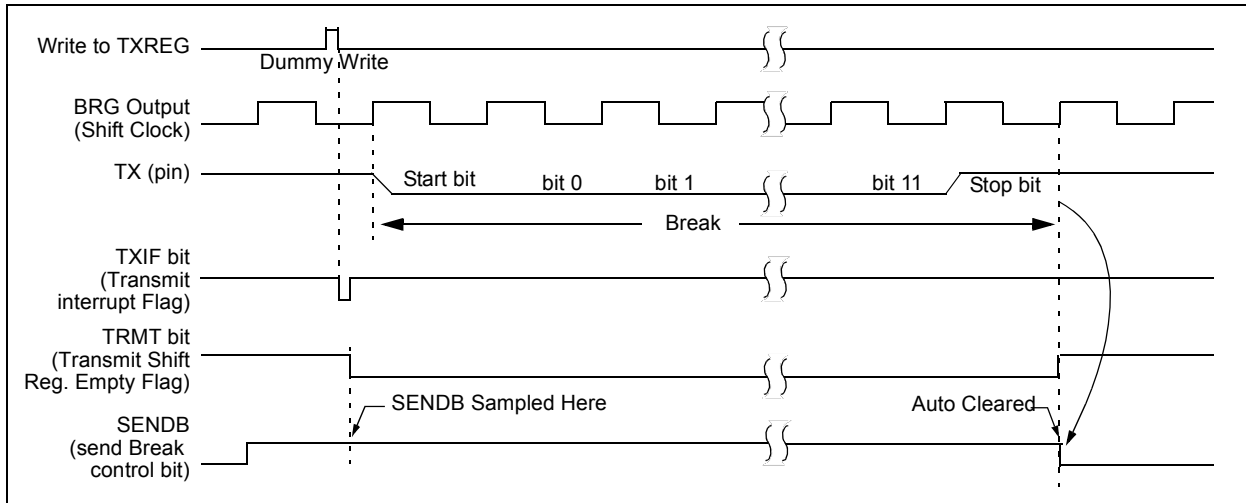 Write to TXREG
Dummy Write
BRG Output
(Shift Clock)
TX (pin)
Start bit
bit 0
bit 1
bit 11
Stop bit
Break
TXIF bit
(Transmit
interrupt Flag)
TRMT bit
(Transmit Shift
Reg. Empty Flag)
SENDB Sampled Here
Auto Cleared
SENDB
(send Break
control bit)